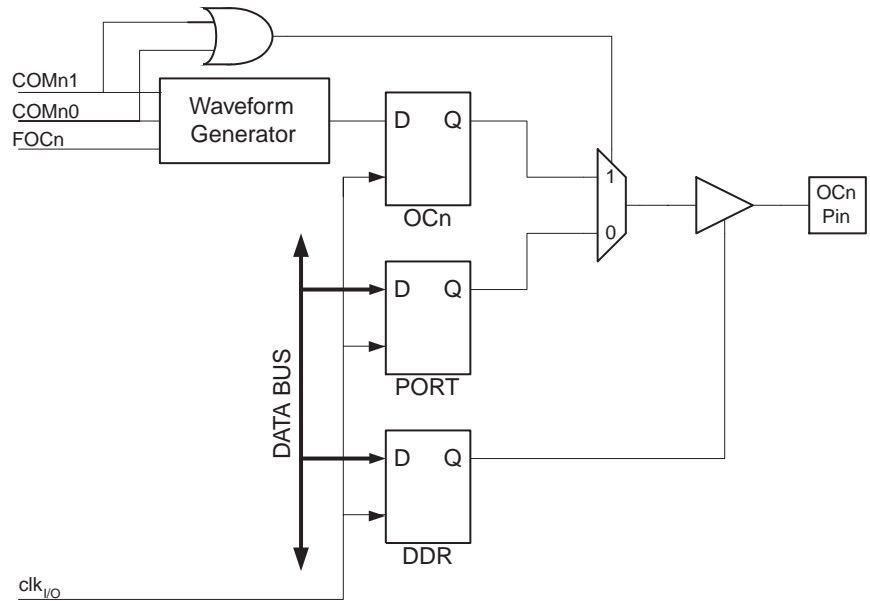 COMn1
COMn0
FOCn
Waveform
Generator
D Q
OCn
1
0
OCn
Pin
D Q
PORT
DATA BUS
D Q
DDR
clkI/O